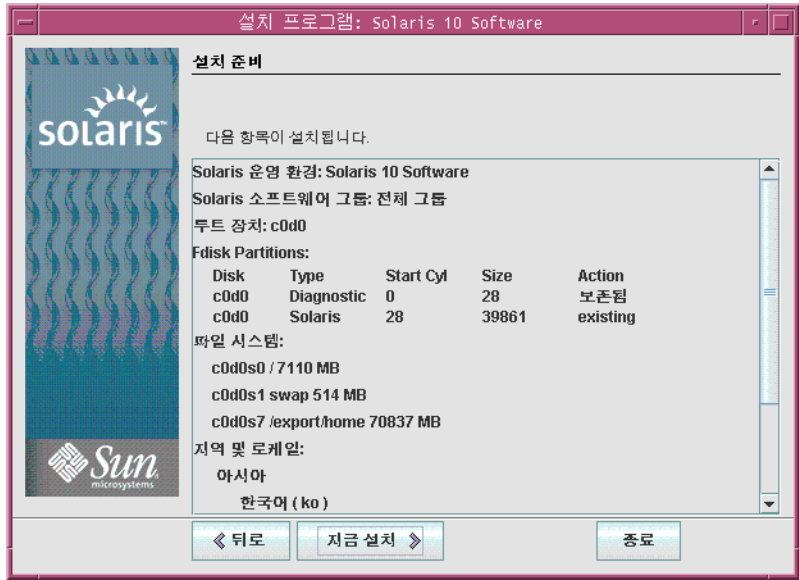 설치 프로그램: Solaris 10 Software
solaris
설치 준비
다음 항목이 설치됩니다.
Solaris 운영 환경: Solaris 10 Software
Solaris 소프트웨어 그룹: 전체 그룹
루트 장치: c0d0
Fdisk Partitions:
Disk Type Start Cyl Size Action
c0d0 Diagnostic 0 28 보존됨
c0d0 Solaris 28 39861 existing
파일 시스템:
c0d0s0 / 7110 MB
c0d0s1 swap 514 MB
c0d0s7 /export/home 70837 MB
지역 및 로케일:
아시아
한국어 ( ko )
Sun
microsystems
뒤로 지금 설치 종료